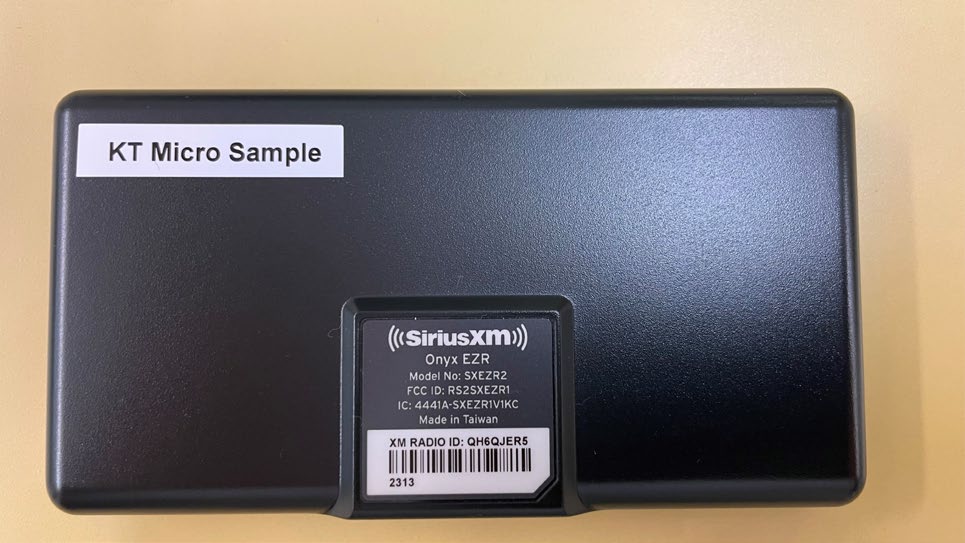 KT Micro Sample
SiriusXM
Onyx EZR
Model No: SXEZR2
FCC ID: RS2SXEZR1
IC: 4441A-SXEZR1V1KC
Made in Taiwan
XM RADIO ID: QH6QJER5
2313